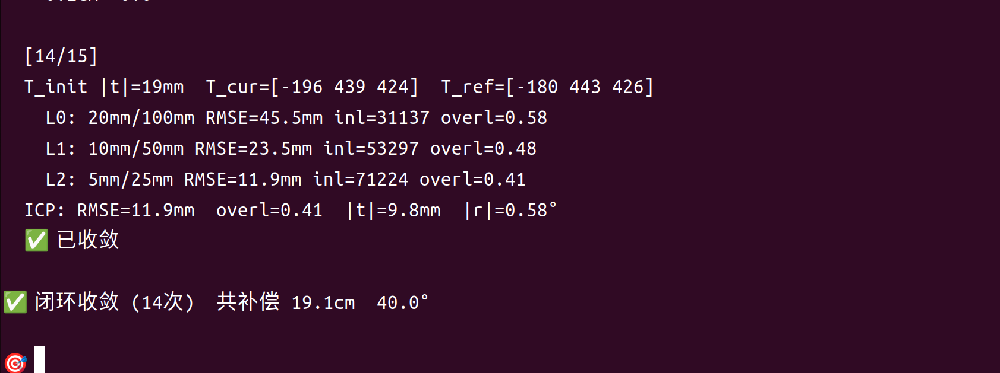 [14/15]
T_init |t|=19mm  T_cur=[-196 439 424]  T_ref=[-180 443 426]
L0: 20mm/100mm RMSE=45.5mm inl=31137 overl=0.58
L1: 10mm/50mm RMSE=23.5mm inl=53297 overl=0.48
L2: 5mm/25mm RMSE=11.9mm inl=71224 overl=0.41
ICP: RMSE=11.9mm  overl=0.41  |t|=9.8mm  |r|=0.58°
✅ 已收敛
✅ 闭环收敛 (14次)  共补偿 19.1cm  40.0°
🎯